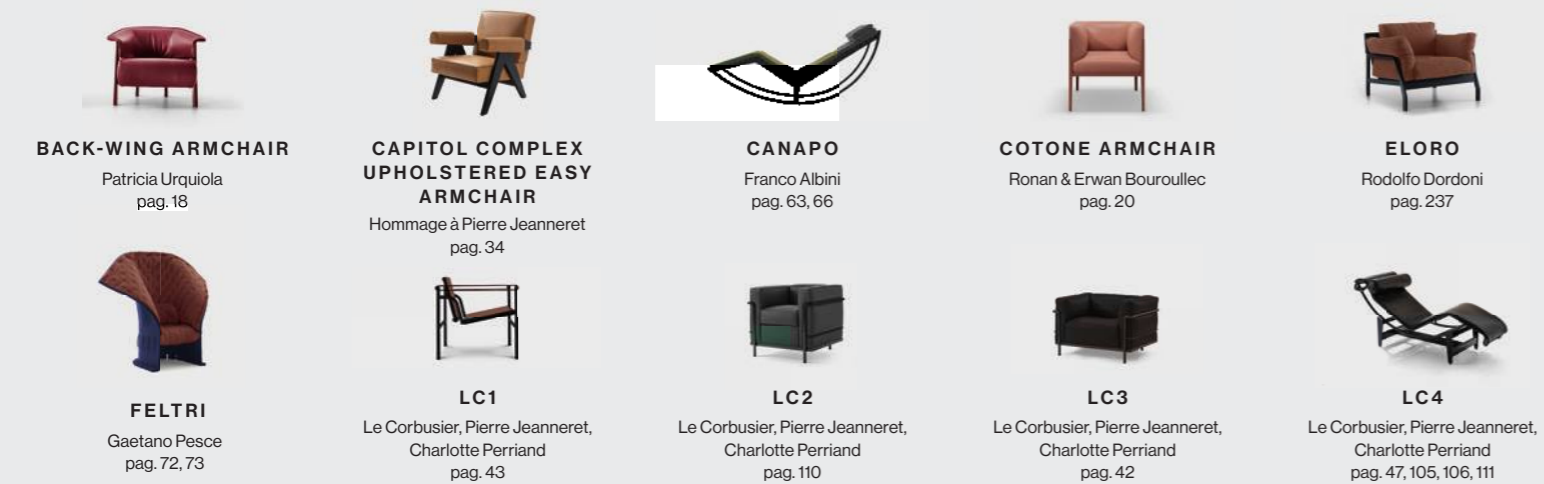 BACK-WING ARMCHAIR
Patricia Urquiola
pag. 18
CAPITOL COMPLEX
UPHOLSTERED EASY
ARMCHAIR
Hommage à Pierre Jeanneret
pag. 34
CANAPO
Franco Albini
pag. 63, 66
COTONE ARMCHAIR
Ronan & Erwan Bouroullec
pag. 20
ELORO
Rodolfo Dordoni
pag. 237
FELTRI
Gaetano Pesce
pag. 72, 73
LC1
Le Corbusier, Pierre Jeanneret,
Charlotte Perriand
pag. 43
LC2
Le Corbusier, Pierre Jeanneret,
Charlotte Perriand
pag. 110
LC3
Le Corbusier, Pierre Jeanneret,
Charlotte Perriand
pag. 42
LC4
Le Corbusier, Pierre Jeanneret,
Charlotte Perriand
pag. 47, 105, 106, 111